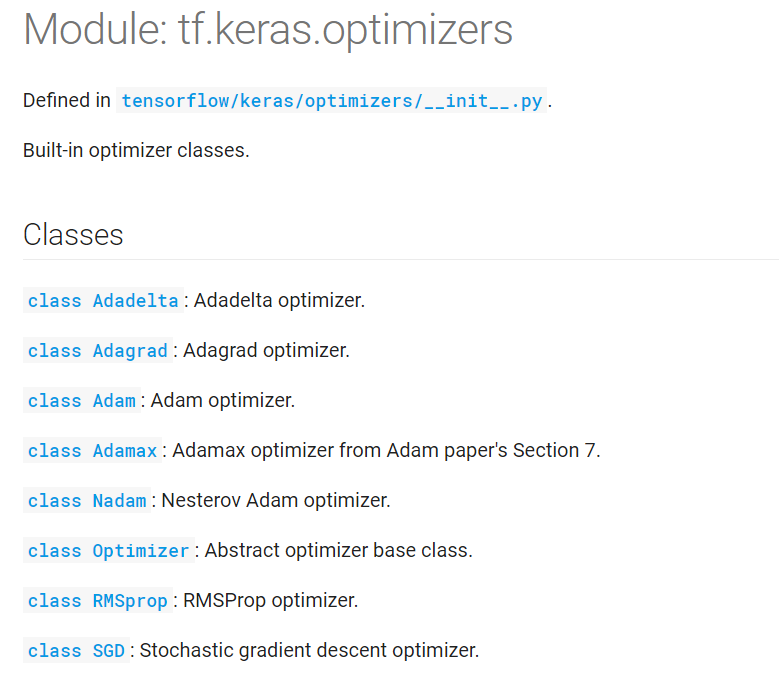 Module: tf.keras.optimizers
Defined in tensorflow/keras/optimizers/__init__.py.
Built-in optimizer classes.
Classes
class Adadelta: Adadelta optimizer.
class Adagrad: Adagrad optimizer.
class Adam: Adam optimizer.
class Adamax: Adamax optimizer from Adam paper's Section 7.
class Nadam: Nesterov Adam optimizer.
class Optimizer: Abstract optimizer base class.
class RMSprop: RMSProp optimizer.
class SGD: Stochastic gradient descent optimizer.